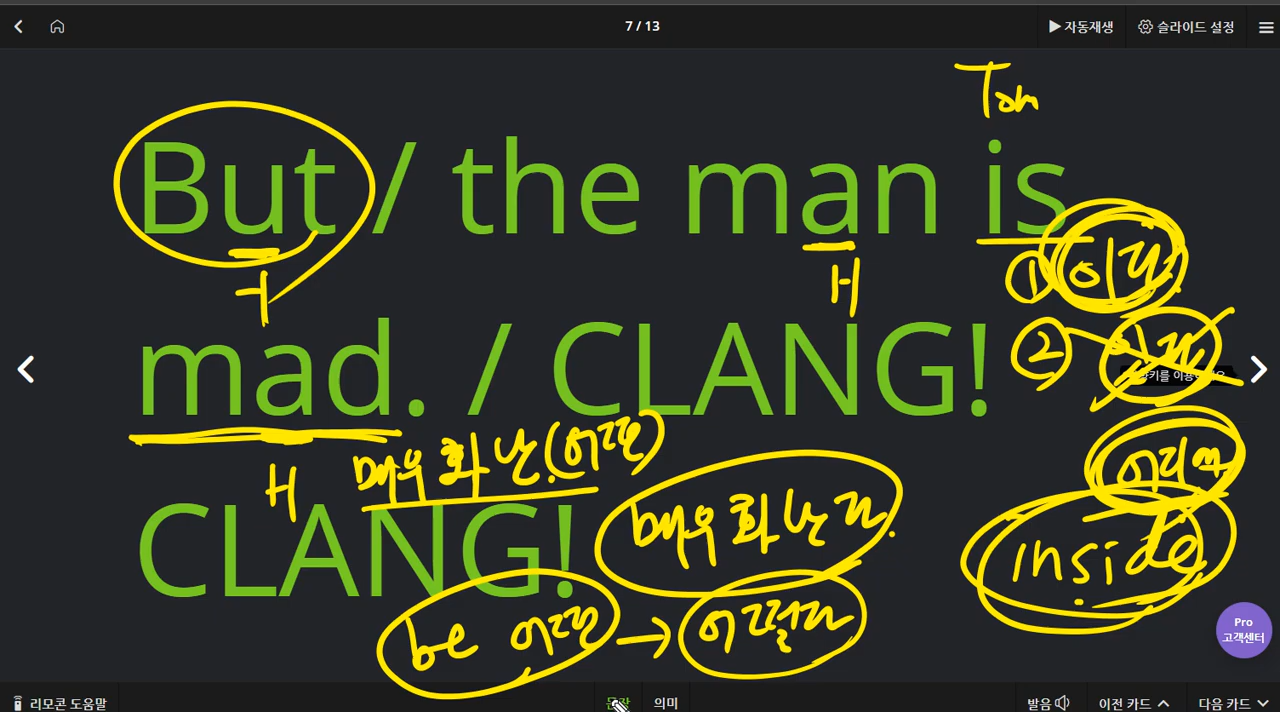 7 / 13
자동재생
슬라이드 설정
Tom
But / the man is
ㅓ
ㅐ
① 이다
② 있다
mad. / CLANG!
ㅐ
매우 화 난 (어떤)
CLANG!
매우 화 난다.
어디에
inside
be 어떤 → 어떻다
Pro
고객센터
리모콘 도움말
의미
발음
이전 카드
다음 카드